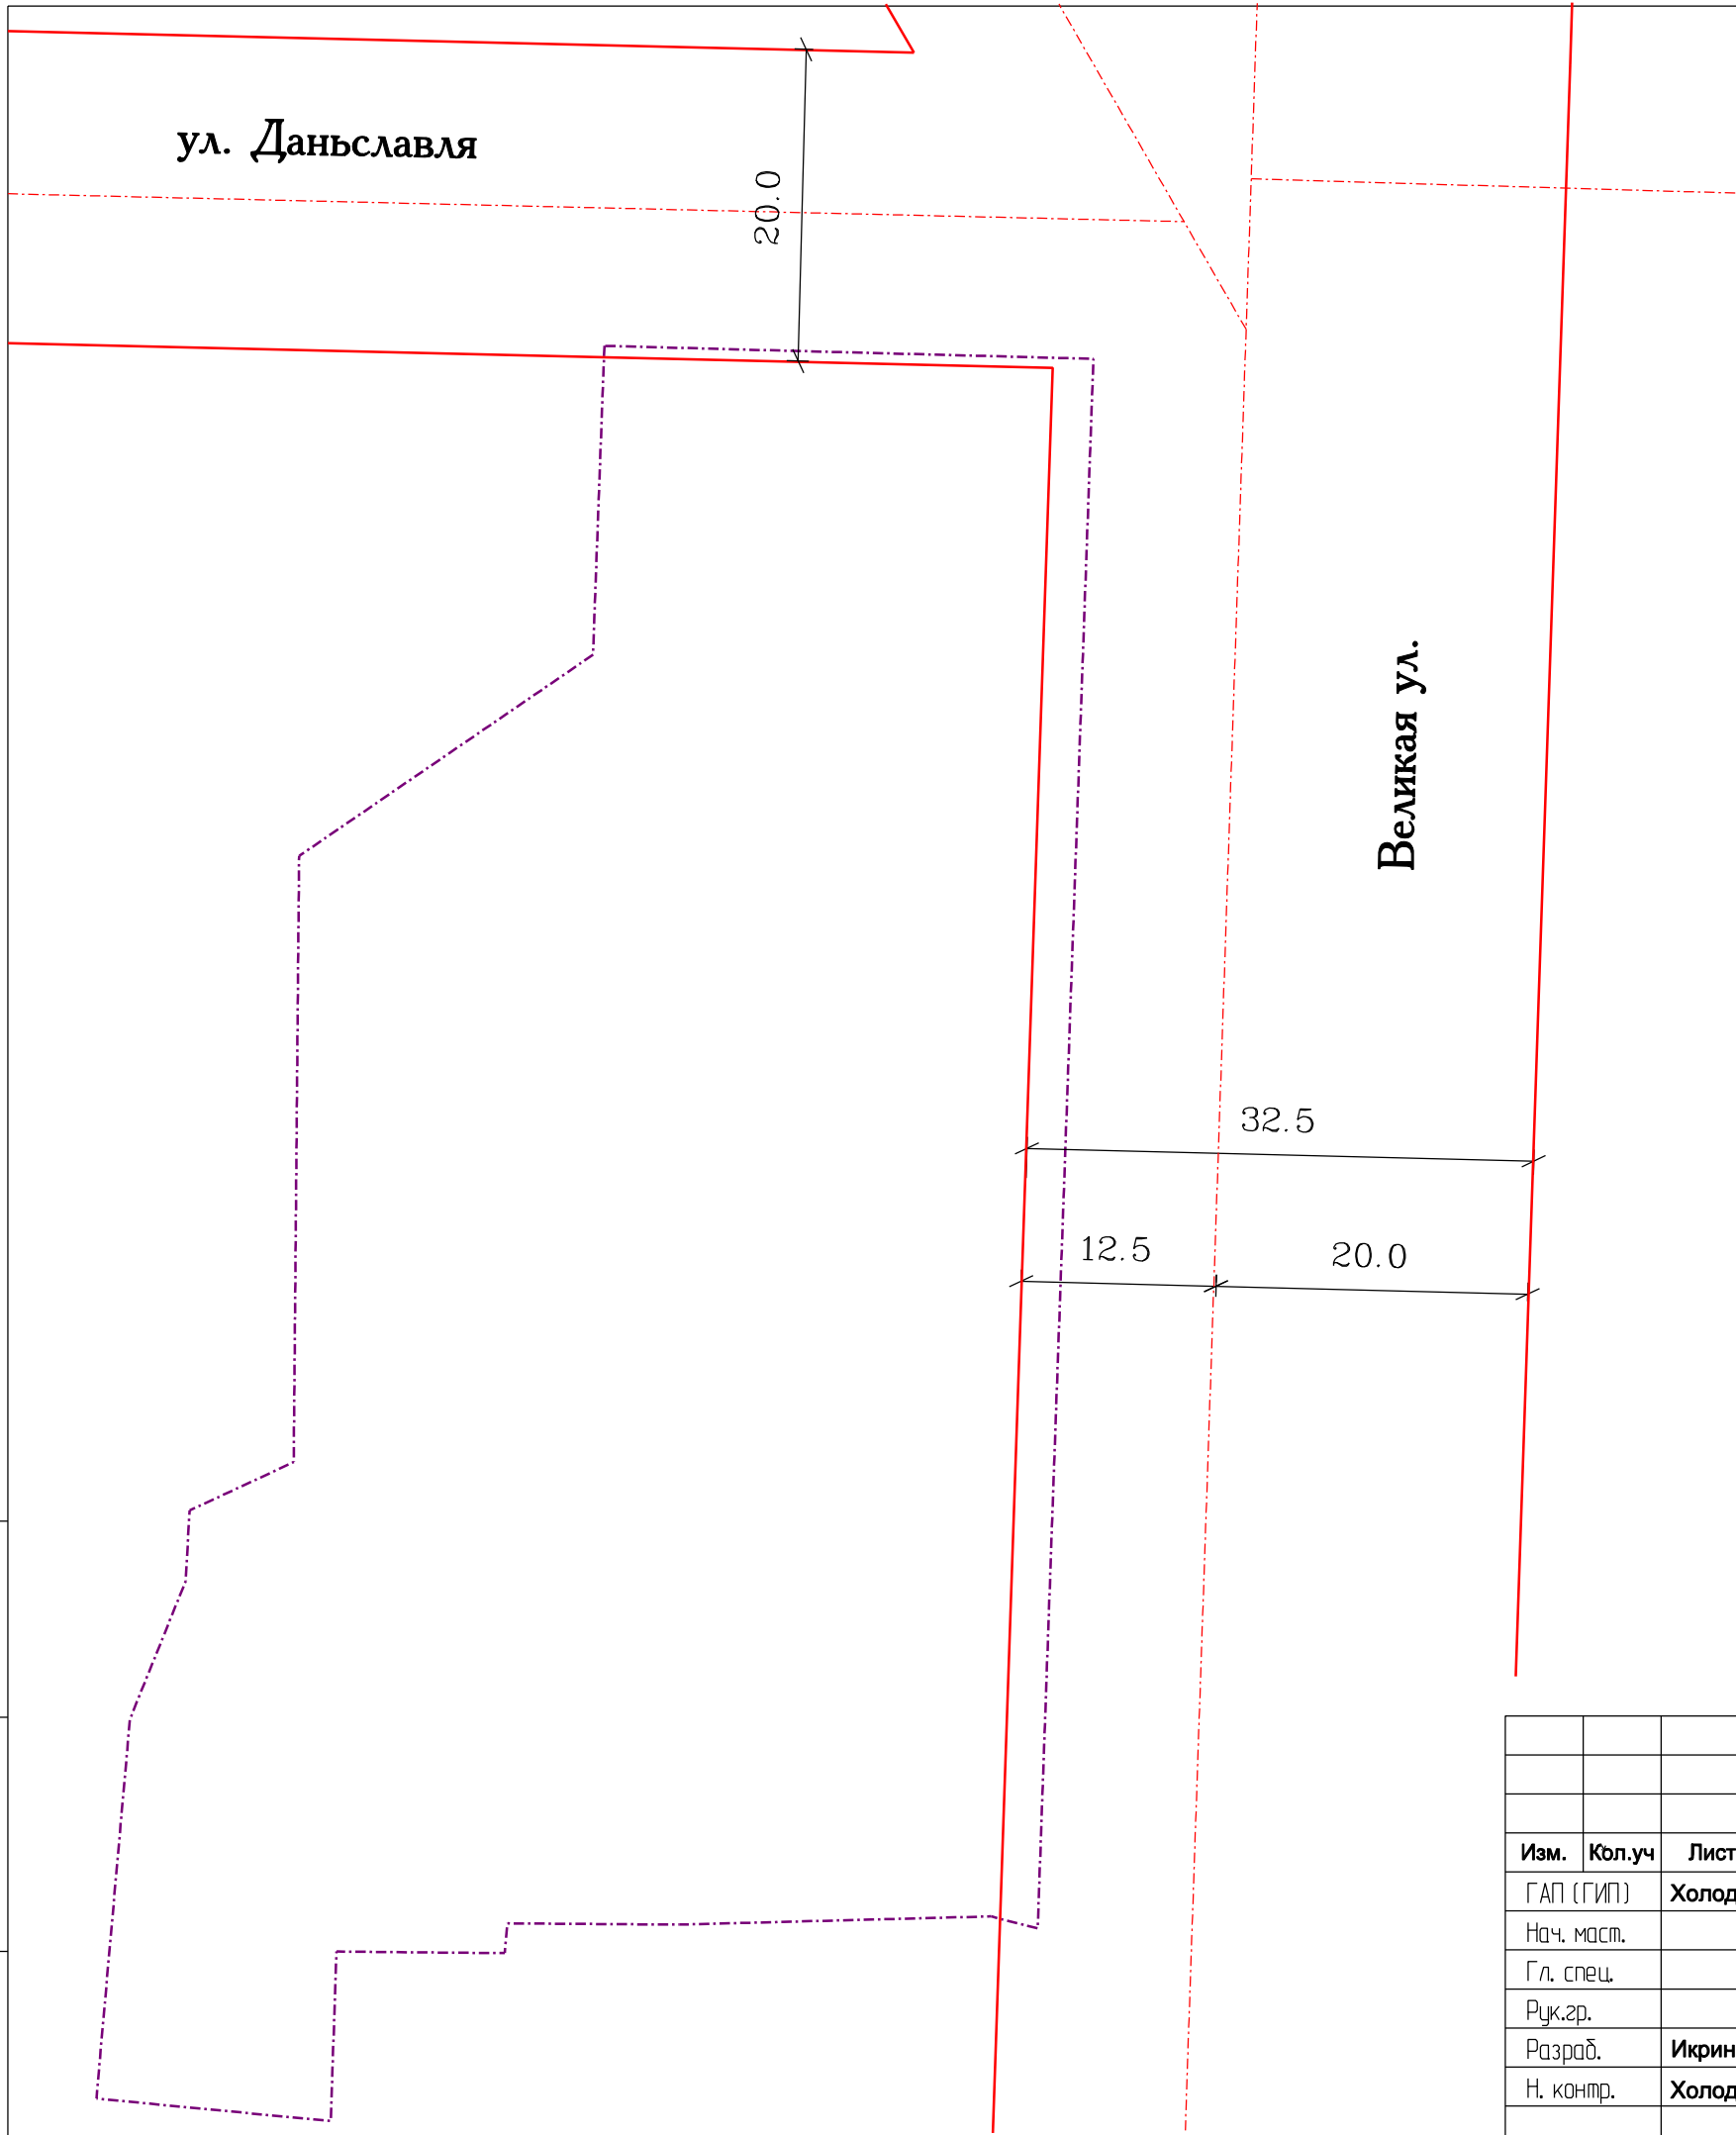 ул. Даньславля
20.0
Великая ул.
32.5
12.5 20.0
Изм. Кол.уч Лист
ГАП (ГИП) Холод
Нач. маст.
Гл. спец.
Рук.гр.
Разраб. Икрин
Н. контр. Холод